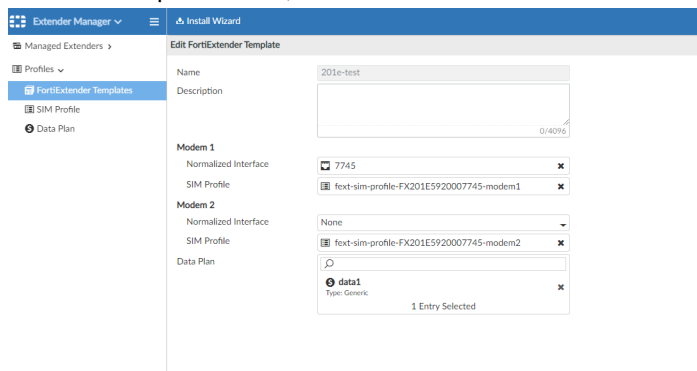 Extender Manager
Install Wizard
Managed Extenders
Profiles
FortiExtender Templates
SIM Profile
Data Plan
Edit FortiExtender Template
Name
201e-test
Description
0/4096
Modem 1
Normalized Interface
7745
SIM Profile
fext-sim-profile-FX201E5920007745-modem1
Modem 2
Normalized Interface
None
SIM Profile
fext-sim-profile-FX201E5920007745-modem2
Data Plan
data1
Type: Generic
1 Entry Selected